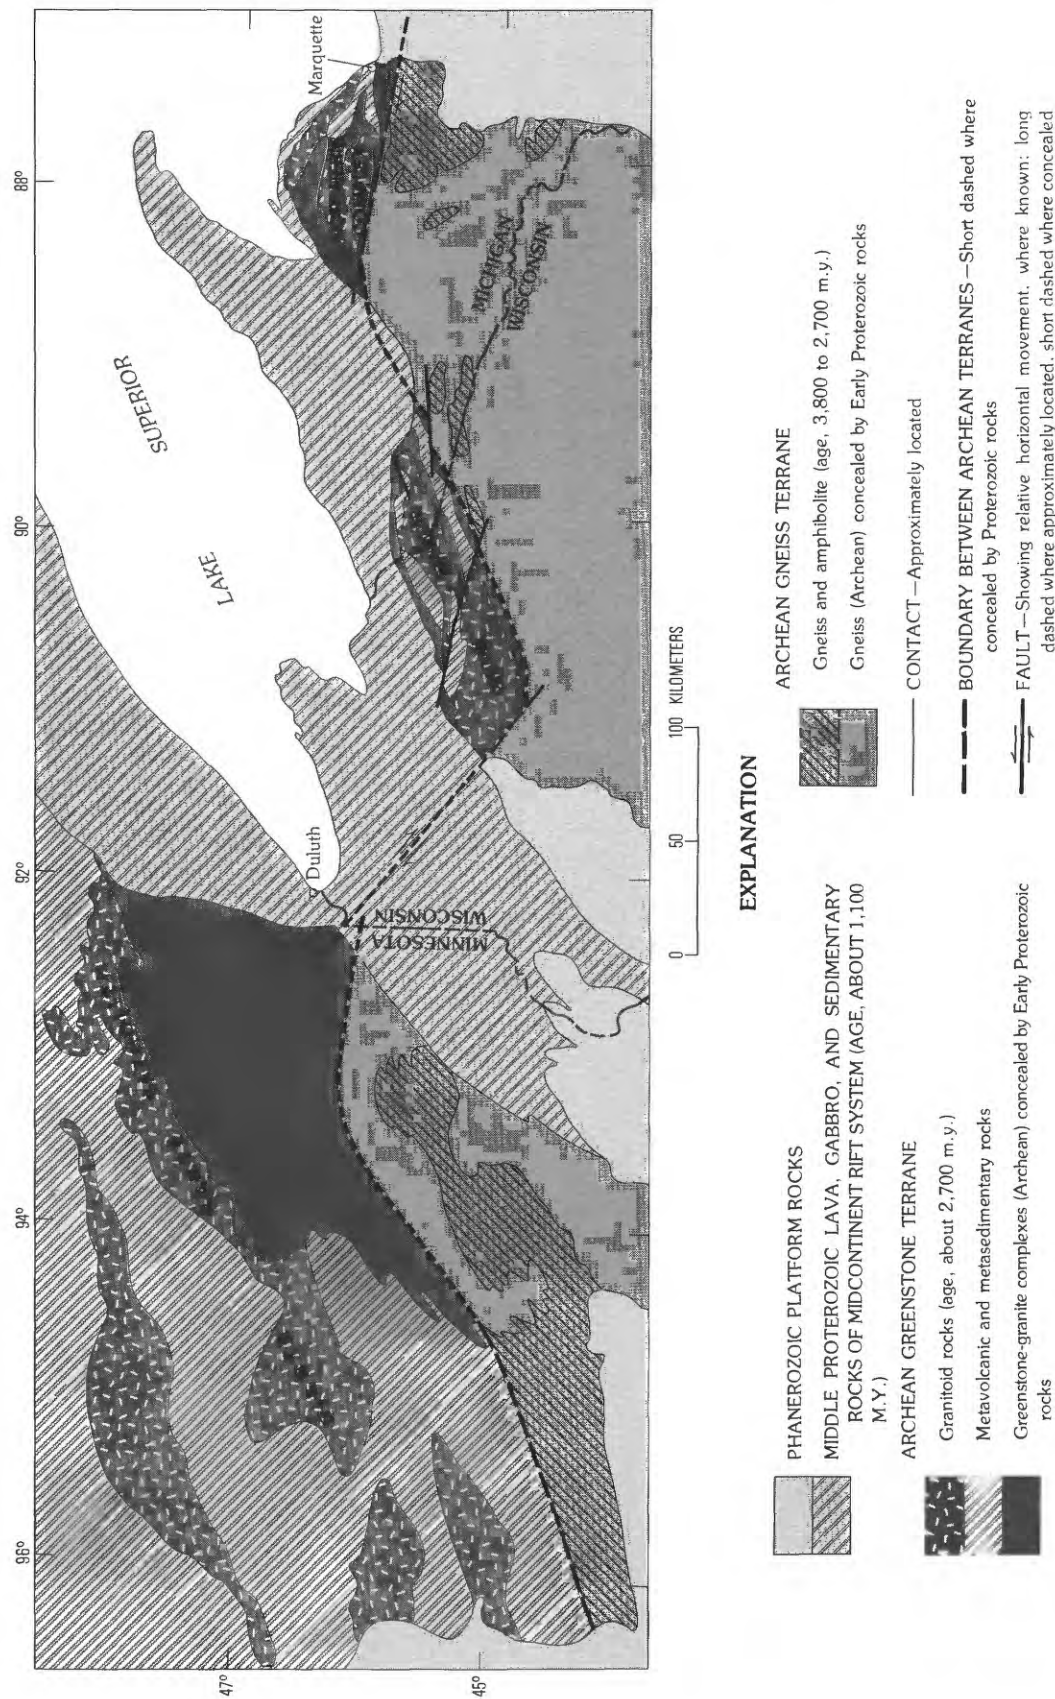 96°
94°
92°
90°
88°
47°
45°
LAKE
SUPERIOR
Marquette
Duluth
MINNESOTA
WISCONSIN
MICHIGAN
WISCONSIN
0 50 100 KILOMETERS
EXPLANATION
PHANEROZOIC PLATFORM ROCKS
MIDDLE PROTEROZOIC LAVA, GABBRO, AND SEDIMENTARY
ROCKS OF MIDCONTINENT RIFT SYSTEM (AGE, ABOUT 1,100
M.Y.)
ARCHEAN GREENSTONE TERRANE
Granitoid rocks (age, about 2,700 m.y.)
Metavolcanic and metasedimentary rocks
Greenstone-granite complexes (Archean) concealed by Early Proterozoic
rocks
ARCHEAN GNEISS TERRANE
Gneiss and amphibolite (age, 3,800 to 2,700 m.y.)
Gneiss (Archean) concealed by Early Proterozoic rocks
CONTACT—Approximately located
BOUNDARY BETWEEN ARCHEAN TERRANES—Short dashed where
concealed by Proterozoic rocks
FAULT—Showing relative horizontal movement, where known; long
dashed where approximately located, short dashed where concealed